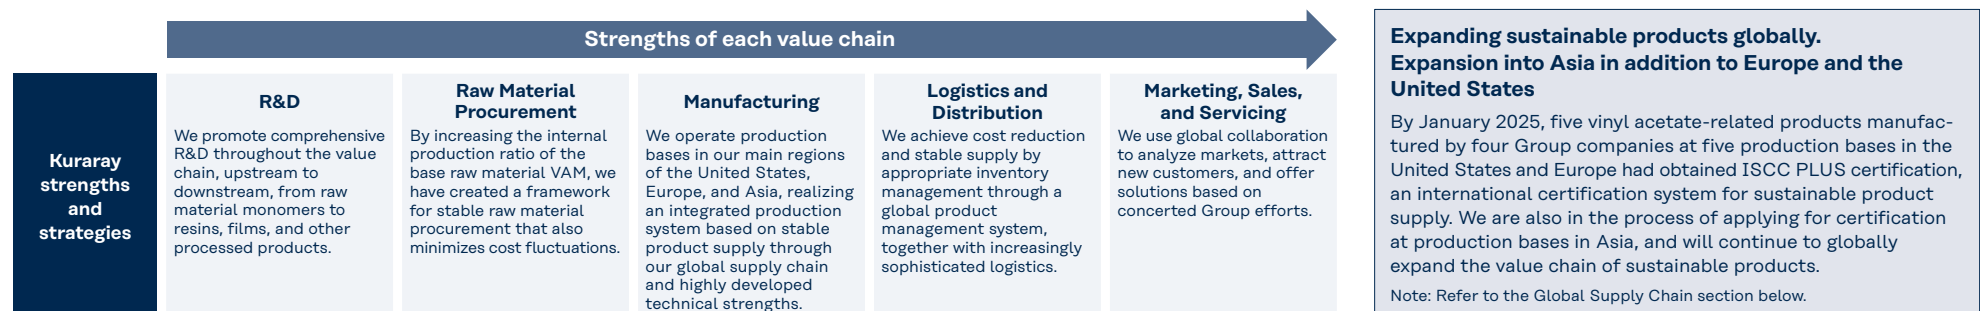 Strengths of each value chain
Kuraray
strengths
and
strategies
R&D
We promote comprehensive
R&D throughout the value
chain, upstream to
downstream, from raw
material monomers to
resins, films, and other
processed products.
Raw Material
Procurement
By increasing the internal
production ratio of the
base raw material VAM, we
have created a framework
for stable raw material
procurement that also
minimizes cost fluctuations.
Manufacturing
We operate production
bases in our main regions
of the United States,
Europe, and Asia, realizing
an integrated production
system based on stable
product supply through
our global supply chain
and highly developed
technical strengths.
Logistics and
Distribution
We achieve cost reduction
and stable supply by
appropriate inventory
management through a
global product
management system,
together with increasingly
sophisticated logistics.
Marketing, Sales,
and Servicing
We use global collaboration
to analyze markets, attract
new customers, and offer
solutions based on
concerted Group efforts.
Expanding sustainable products globally.
Expansion into Asia in addition to Europe and the
United States
By January 2025, five vinyl acetate-related products manufac-
tured by four Group companies at five production bases in the
United States and Europe had obtained ISCC PLUS certification,
an international certification system for sustainable product
supply. We are also in the process of applying for certification
at production bases in Asia, and will continue to globally
expand the value chain of sustainable products.
Note: Refer to the Global Supply Chain section below.